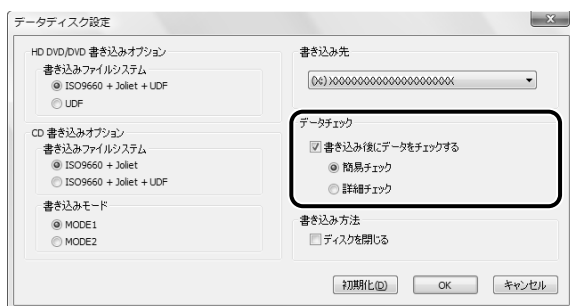 データディスク設定
HD DVD/DVD 書き込みオプション
書き込みファイルシステム
ISO9660 + Joliet + UDF
UDF
CD 書き込みオプション
書き込みファイルシステム
ISO9660 + Joliet
ISO9660 + Joliet + UDF
書き込みモード
MODE1
MODE2
書き込み先
データチェック
書き込み後にデータをチェックする
簡易チェック
詳細チェック
書き込み方法
ディスクを閉じる
初期化(D)
OK
キャンセル